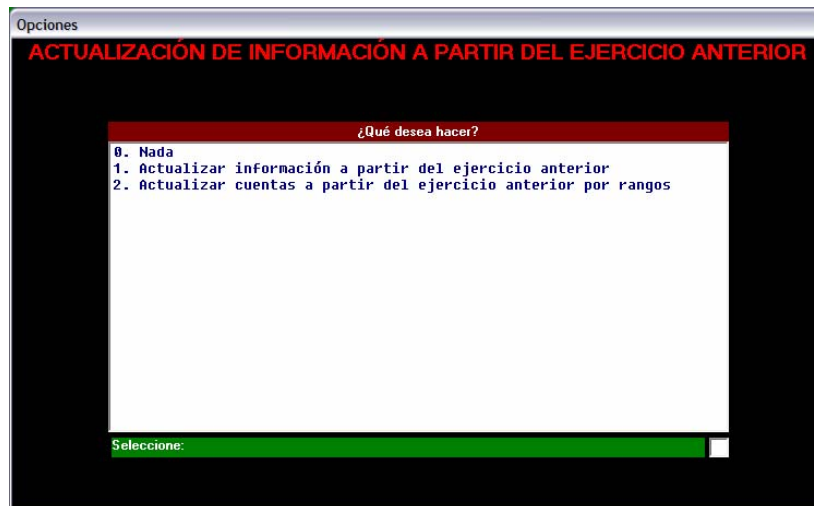 Opciones
ACTUALIZACIÓN DE INFORMACIÓN A PARTIR DEL EJERCICIO ANTERIOR
¿Qué desea hacer?
0. Nada
1. Actualizar información a partir del ejercicio anterior
2. Actualizar cuentas a partir del ejercicio anterior por rangos
Seleccione: